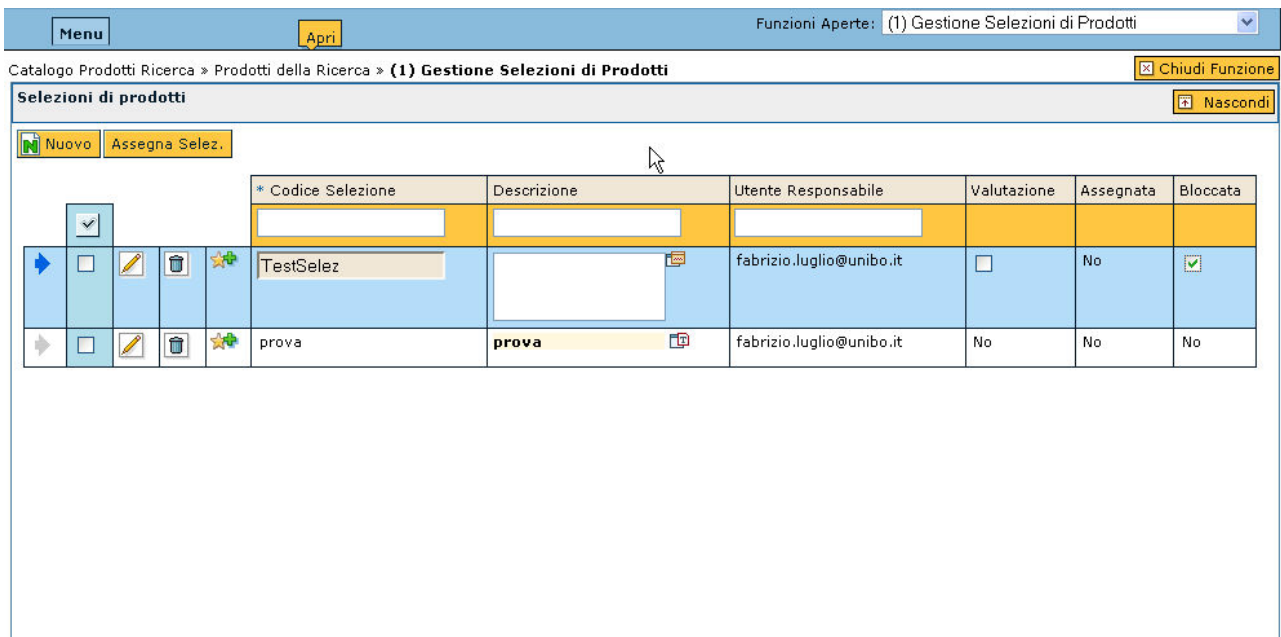 Menu Apri Funzioni Aperte: (1) Gestione Selezioni di Prodotti
Catalogo Prodotti Ricerca » Prodotti della Ricerca » (1) Gestione Selezioni di Prodotti Chiudi Funzione
Selezioni di prodotti Nascondi
Nuovo Assegna Selez.
* Codice Selezione Descrizione Utente Responsabile Valutazione Assegnata Bloccata
TestSelez fabrizio.luglio@unibo.it No
prova prova fabrizio.luglio@unibo.it No No No